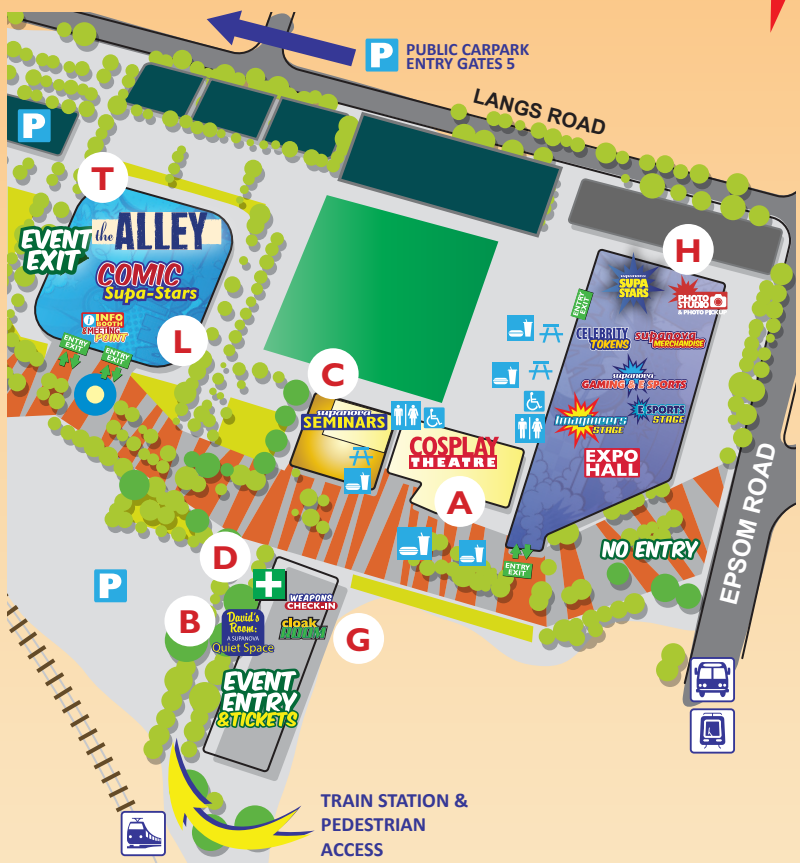 P
PUBLIC CARPARK
ENTRY GATES 5
LANGS ROAD
P
T
EVENT
EXIT
the ALLEY
COMIC
Supa-Stars
i INFO
BOOTH
& MEETING
POINT
ENTRY
EXIT
ENTRY
EXIT
L
H
supanova
SUPA
STARS
PHOTO
STUDIO
& PHOTO PICKUP
ENTRY
EXIT
CELEBRITY
TOKENS
supanova
MERCHANDISE
supanova
GAMING & E SPORTS
Imagineers
STAGE
E SPORTS
STAGE
EXPO
HALL
C
supanova
SEMINARS
COSPLAY
THEATRE
A
ENTRY
EXIT
NO ENTRY
EPSOM ROAD
P
D
WEAPONS
CHECK-IN
B
David's
Room:
A SUPANOVA
Quiet Space
cloak
ROOM
G
EVENT
ENTRY
& TICKETS
TRAIN STATION &
PEDESTRIAN
ACCESS